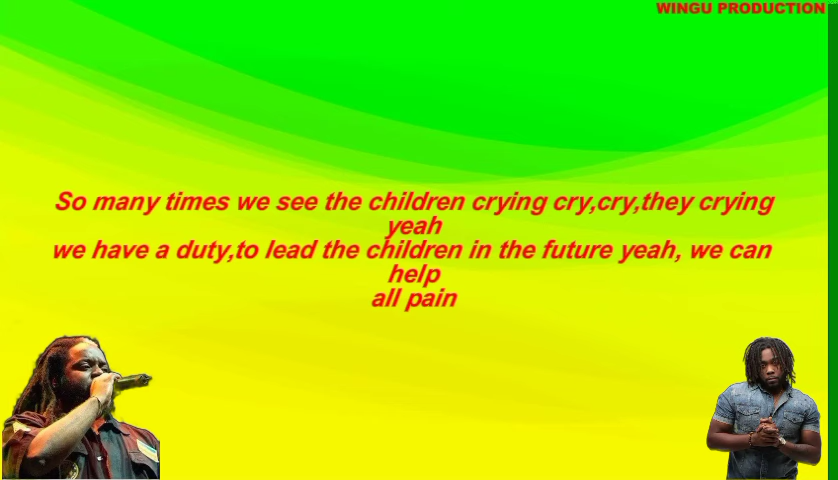 WINGU PRODUCTION
So many times we see the children crying cry,cry,they crying
yeah
we have a duty,to lead the children in the future yeah, we can
help
all pain